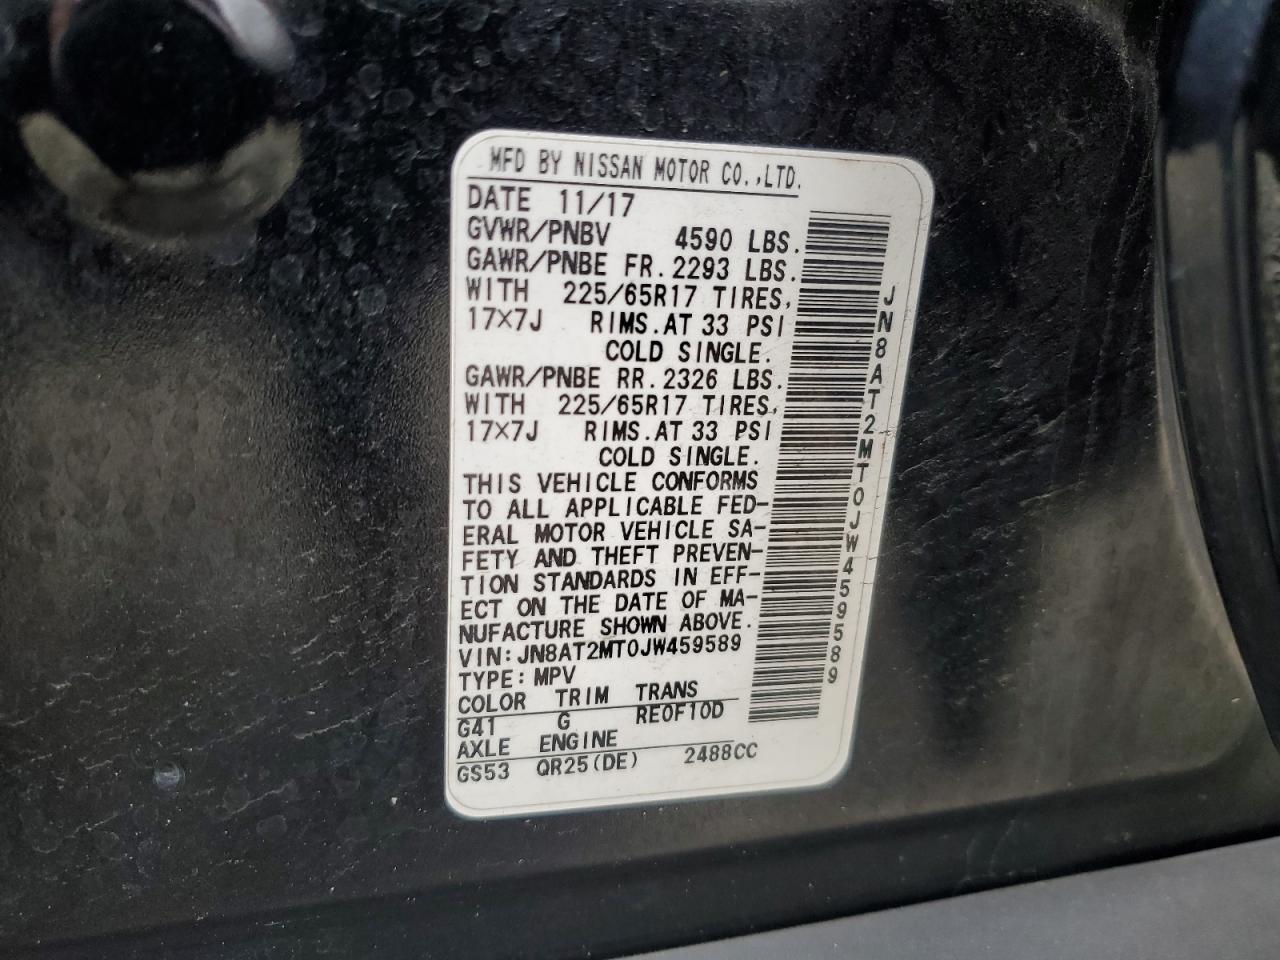 MFD BY NISSAN MOTOR CO.,LTD.
DATE 11/17
GVWR/PNBV 4590 LBS.
GAWR/PNBE FR.2293 LBS.
WITH 225/65R17 TIRES,
17×7J RIMS.AT 33 PSI
COLD SINGLE.
GAWR/PNBE RR.2326 LBS.
WITH 225/65R17 TIRES,
17×7J RIMS.AT 33 PSI
COLD SINGLE.
THIS VEHICLE CONFORMS
TO ALL APPLICABLE FED-
ERAL MOTOR VEHICLE SA-
FETY AND THEFT PREVEN-
TION STANDARDS IN EFF-
ECT ON THE DATE OF MA-
NUFACTURE SHOWN ABOVE.
VIN:JN8AT2MT0JW459589
TYPE:MPV
COLOR TRIM TRANS
G41 G RE0F10D
AXLE ENGINE
GS53 QR25(DE) 2488CC
JN8AT2MT0JW459589